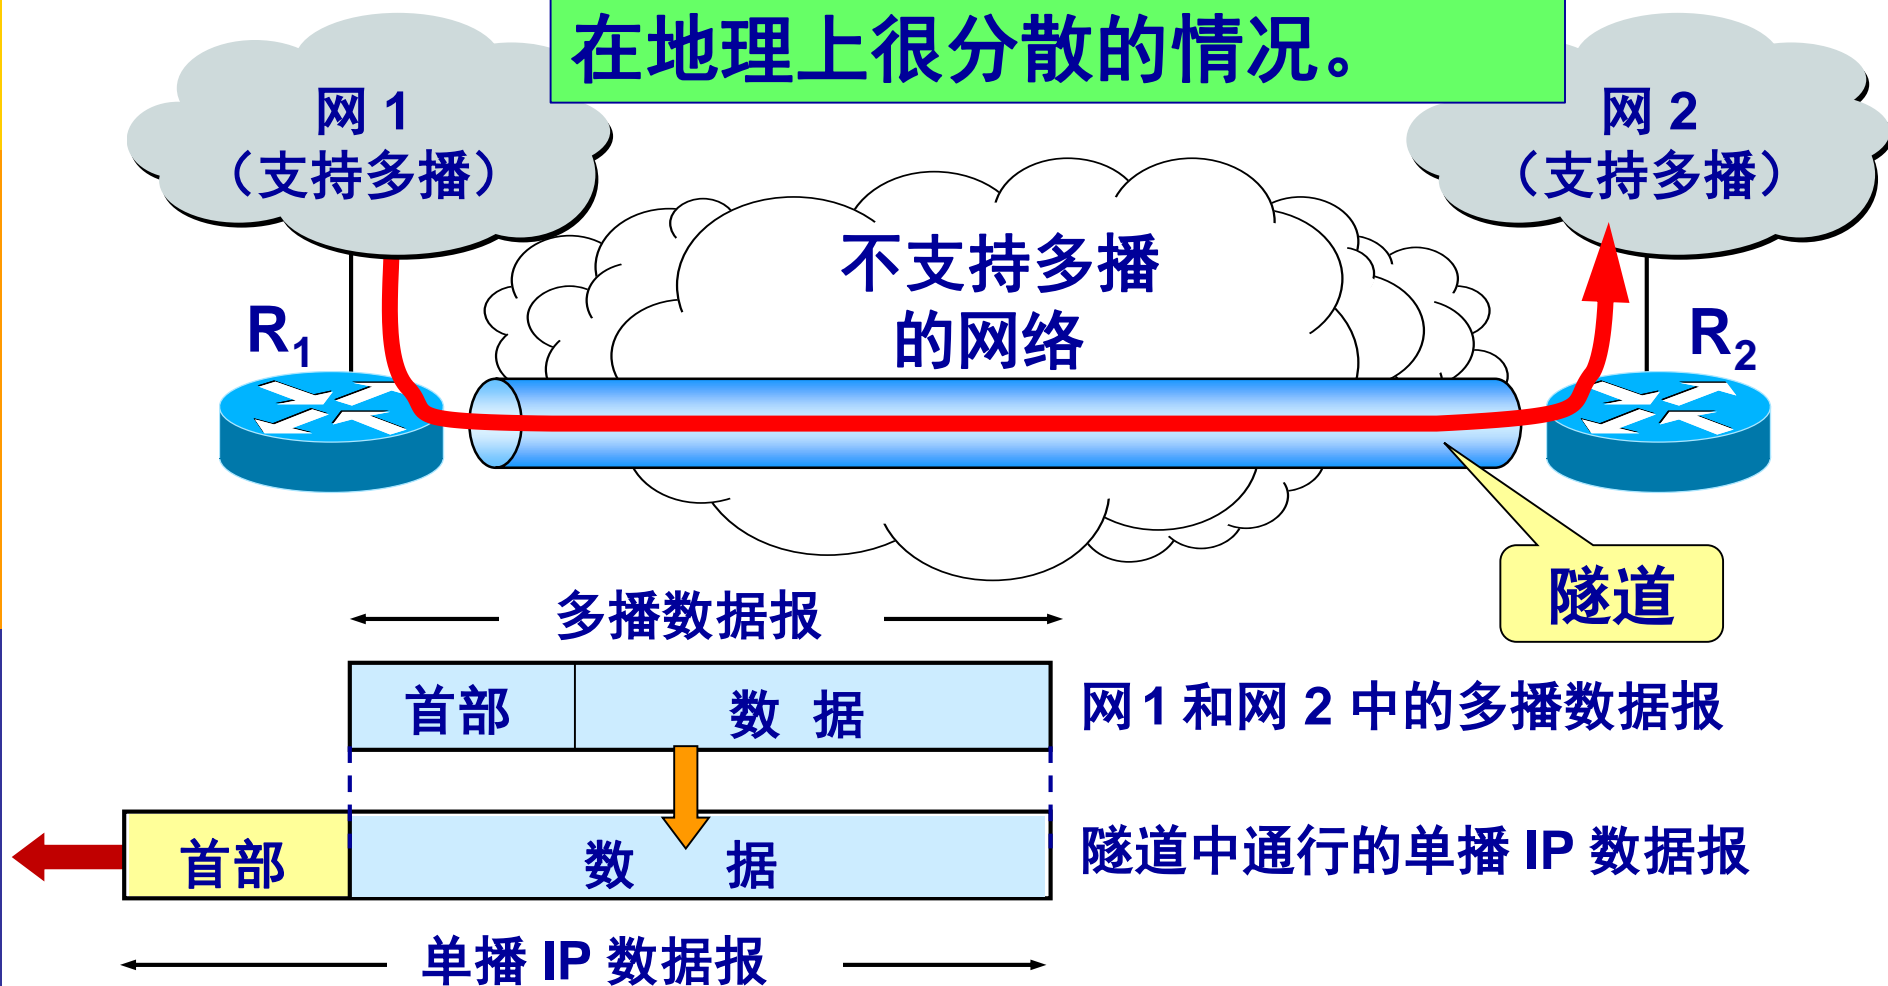 在地理上很分散的情况。
网 1
（支持多播）
网 2
（支持多播）
不支持多播
的网络
R1
R2
隧道
多播数据报
首部
数 据
网 1 和网 2 中的多播数据报
首部
数 据
隧道中通行的单播 IP 数据报
单播 IP 数据报